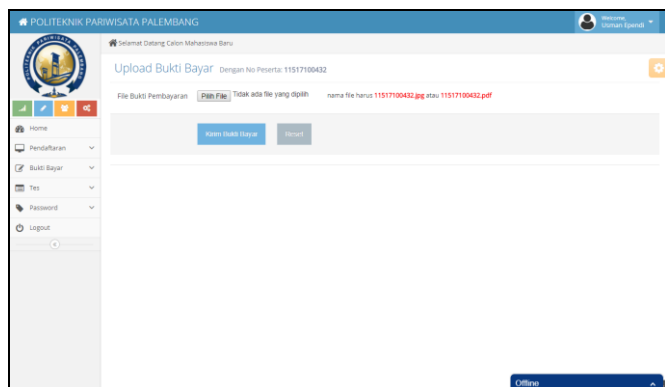 POLITEKNIK PARIWISATA PALEMBANG
Welcome,
Usman Ependi
Selamat Datang Calon Mahasiswa Baru
Upload Bukti Bayar Dengan No Peserta: 11517100432
File Bukti Pembayaran Pilih File Tidak ada file yang dipilih nama file harus 11517100432.jpg atau 11517100432.pdf
Kirim Bukti Bayar Reset
Home
Pendaftaran
Bukti Bayar
Tes
Password
Logout
Offline